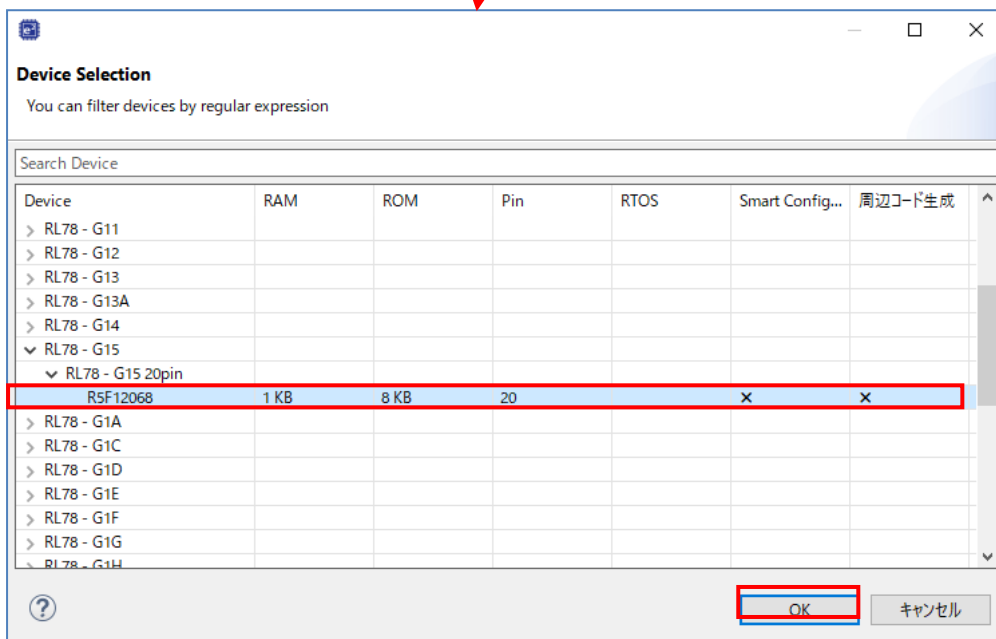 Device Selection
You can filter devices by regular expression
Search Device
Device RAM ROM Pin RTOS Smart Config... 周辺コード生成
RL78 - G11
RL78 - G12
RL78 - G13
RL78 - G13A
RL78 - G14
RL78 - G15
RL78 - G15 20pin
R5F12068 1 KB 8 KB 20 × ×
RL78 - G1A
RL78 - G1C
RL78 - G1D
RL78 - G1E
RL78 - G1F
RL78 - G1G
RL78 - G1H
OK キャンセル